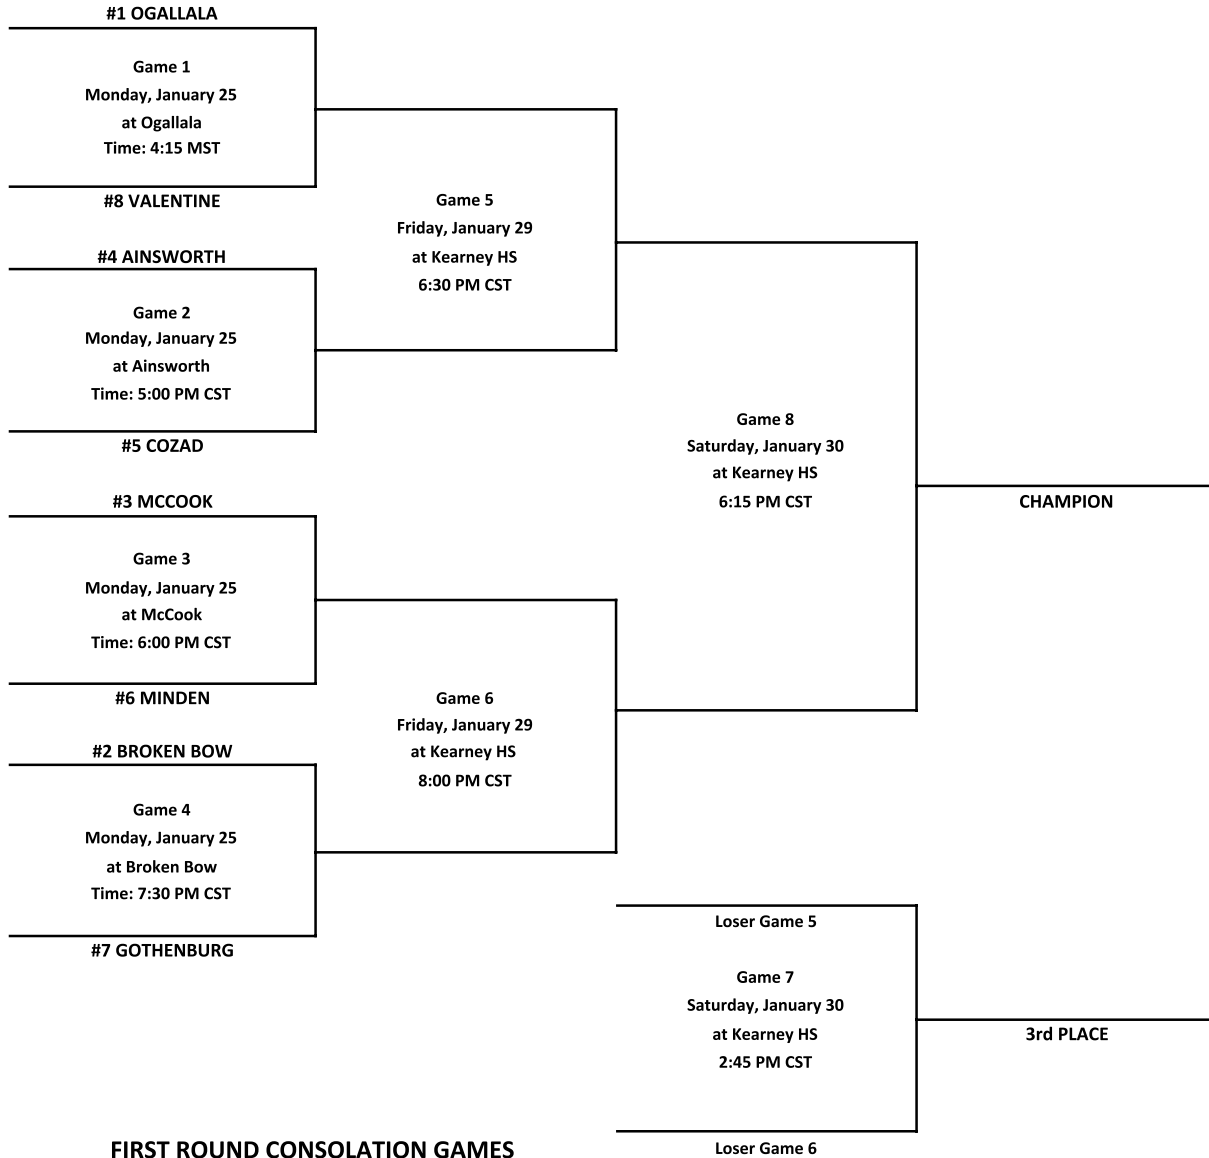 #1 OGALLALA
Game 1
Monday, January 25
at Ogallala
Time: 4:15 MST
#8 VALENTINE
#4 AINSWORTH
Game 2
Monday, January 25
at Ainsworth
Time: 5:00 PM CST
#5 COZAD
#3 MCCOOK
Game 3
Monday, January 25
at McCook
Time: 6:00 PM CST
#6 MINDEN
#2 BROKEN BOW
Game 4
Monday, January 25
at Broken Bow
Time: 7:30 PM CST
#7 GOTHENBURG
Game 5
Friday, January 29
at Kearney HS
6:30 PM CST
Game 6
Friday, January 29
at Kearney HS
8:00 PM CST
Game 8
Saturday, January 30
at Kearney HS
6:15 PM CST
CHAMPION
Loser Game 5
Game 7
Saturday, January 30
at Kearney HS
2:45 PM CST
Loser Game 6
3rd PLACE
FIRST ROUND CONSOLATION GAMES